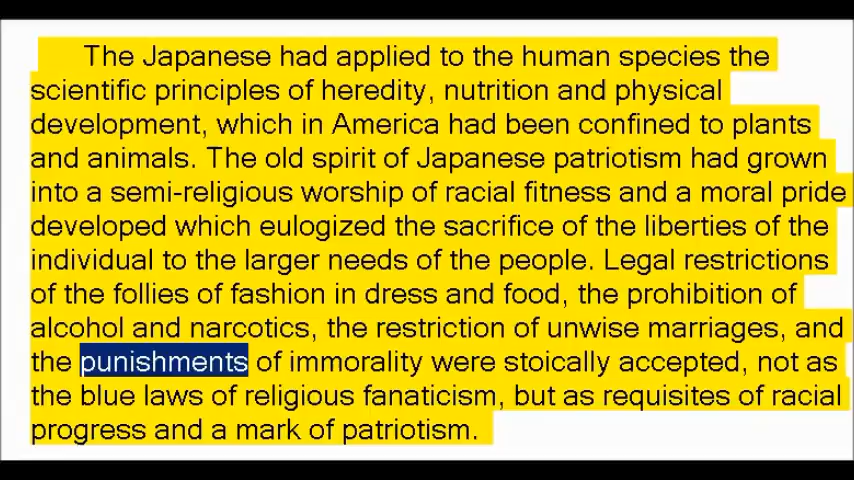 The Japanese had applied to the human species the
scientific principles of heredity, nutrition and physical
development, which in America had been confined to plants
and animals. The old spirit of Japanese patriotism had grown
into a semi-religious worship of racial fitness and a moral pride
developed which eulogized the sacrifice of the liberties of the
individual to the larger needs of the people. Legal restrictions
of the follies of fashion in dress and food, the prohibition of
alcohol and narcotics, the restriction of unwise marriages, and
the punishments of immorality were stoically accepted, not as
the blue laws of religious fanaticism, but as requisites of racial
progress and a mark of patriotism.